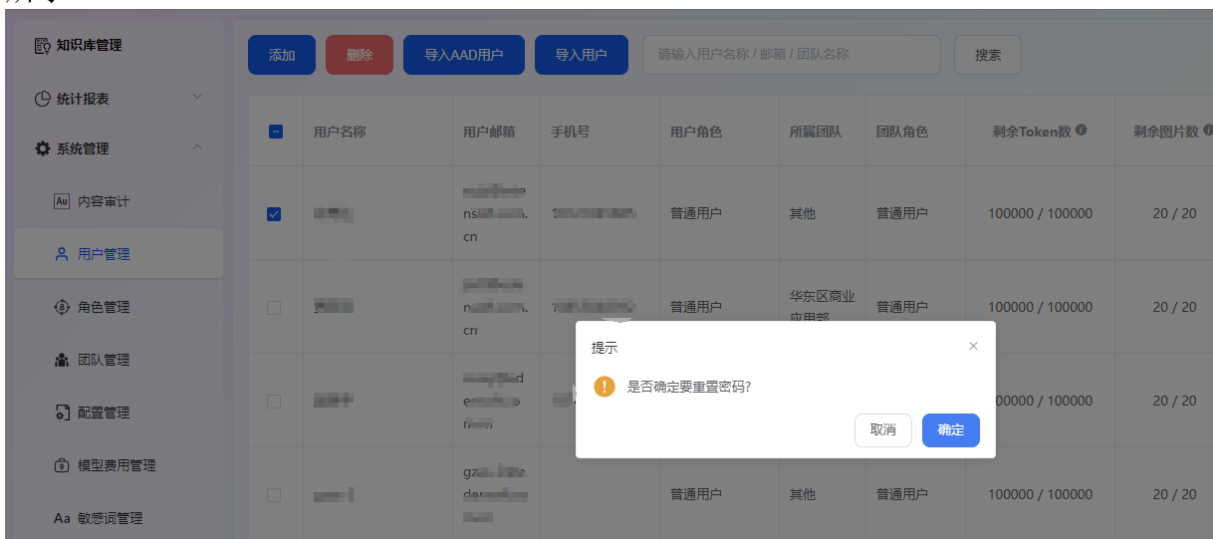 知识库管理
添加 删除 导入AAD用户 导入用户 请输入用户名称 / 邮箱 / 团队名称 搜索
统计报表
用户名称 用户邮箱 手机号 用户角色 所属团队 团队角色 剩余Token数 剩余图片数
系统管理
Au 内容审计
cn
普通用户 其他 普通用户 100000 / 100000 20 / 20
用户管理
角色管理
普通用户 华东区商业 普通用户 100000 / 100000 20 / 20
应用部
提示
团队管理
是否确定要重置密码?
配置管理
00000 / 100000 20 / 20
取消 确定
模型费用管理
普通用户 其他 普通用户 100000 / 100000 20 / 20
Aa 敏感词管理